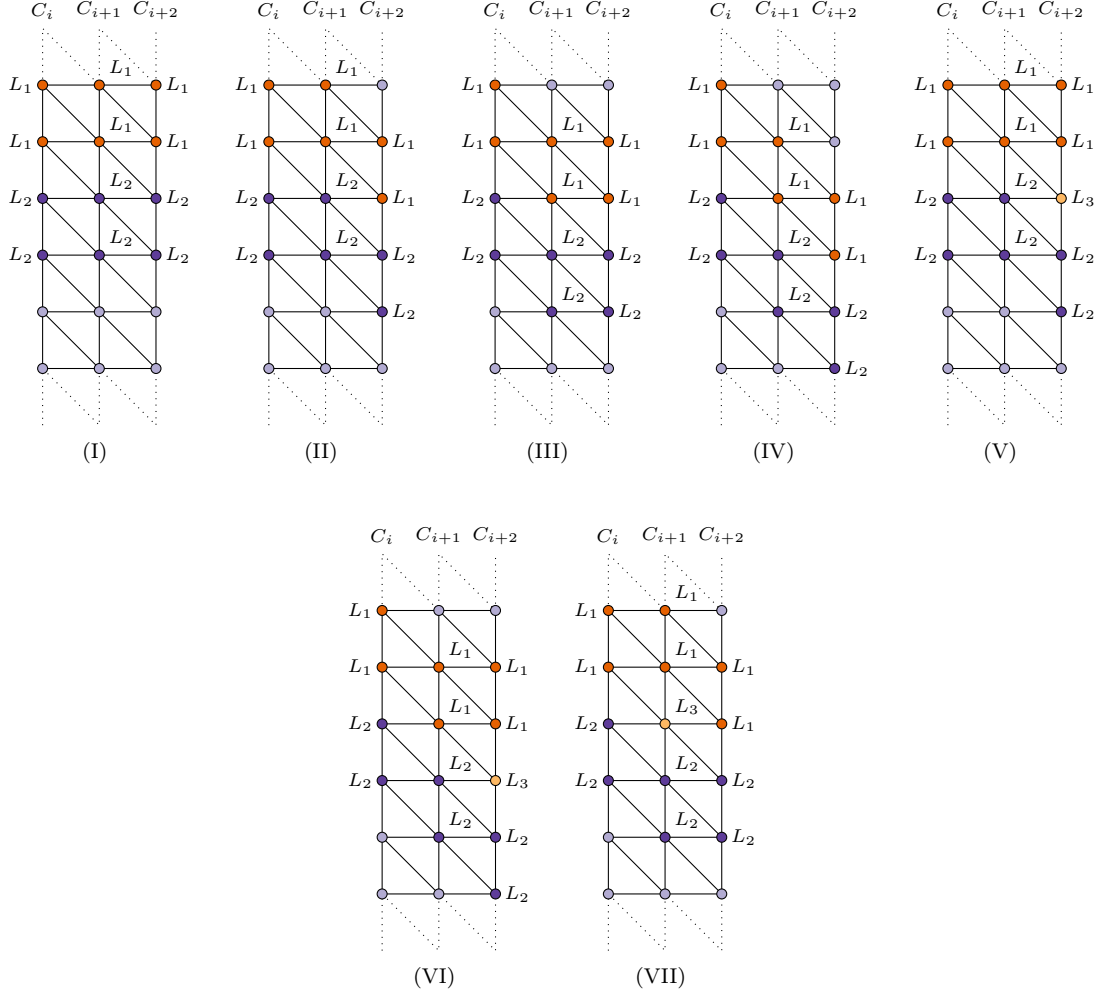 C_i C_{i+1} C_{i+2} C_i C_{i+1} C_{i+2} C_i C_{i+1} C_{i+2} C_i C_{i+1} C_{i+2} C_i C_{i+1} C_{i+2}
L_1 L_1 L_1
L_1 L_1 L_1 L_1 L_1 L_1 L_1
L_1 L_1 L_1 L_1 L_1
L_1 L_1 L_1 L_1 L_1 L_1 L_1 L_1 L_1
L_2 L_2 L_1 L_1 L_2
L_2 L_2 L_2 L_1 L_2 L_1 L_2 L_1 L_2 L_3
L_2 L_2 L_2 L_2 L_2
L_2 L_2 L_2 L_2 L_2 L_2 L_2 L_1 L_2 L_2
L_2 L_2
L_2 L_2 L_2 L_2
L_2
(I) (II) (III) (IV) (V)
C_i C_{i+1} C_{i+2} C_i C_{i+1} C_{i+2}
L_1
L_1 L_1
L_1 L_1
L_1 L_1 L_1 L_1
L_1 L_3
L_2 L_1 L_2 L_1
L_2 L_2
L_2 L_3 L_2 L_2
L_2 L_2
L_2 L_2
L_2
(VI) (VII)